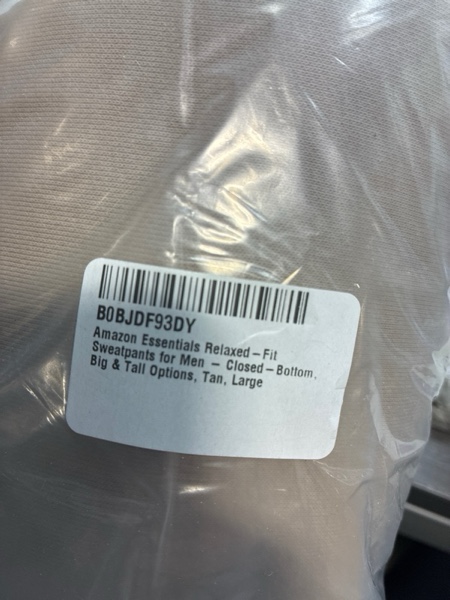 B0BJDF93DY
Amazon Essentials Relaxed – Fit
Sweatpants for Men – Closed – Bottom,
Big & Tall Options, Tan, Large